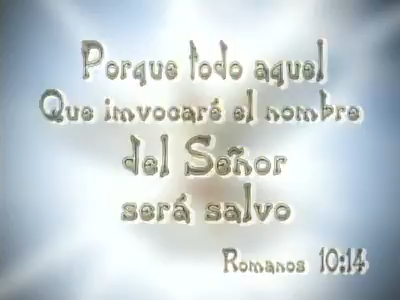 Porque todo aquel
Que invocaré el nombre
del Señor
será salvo
Romanos 10:14